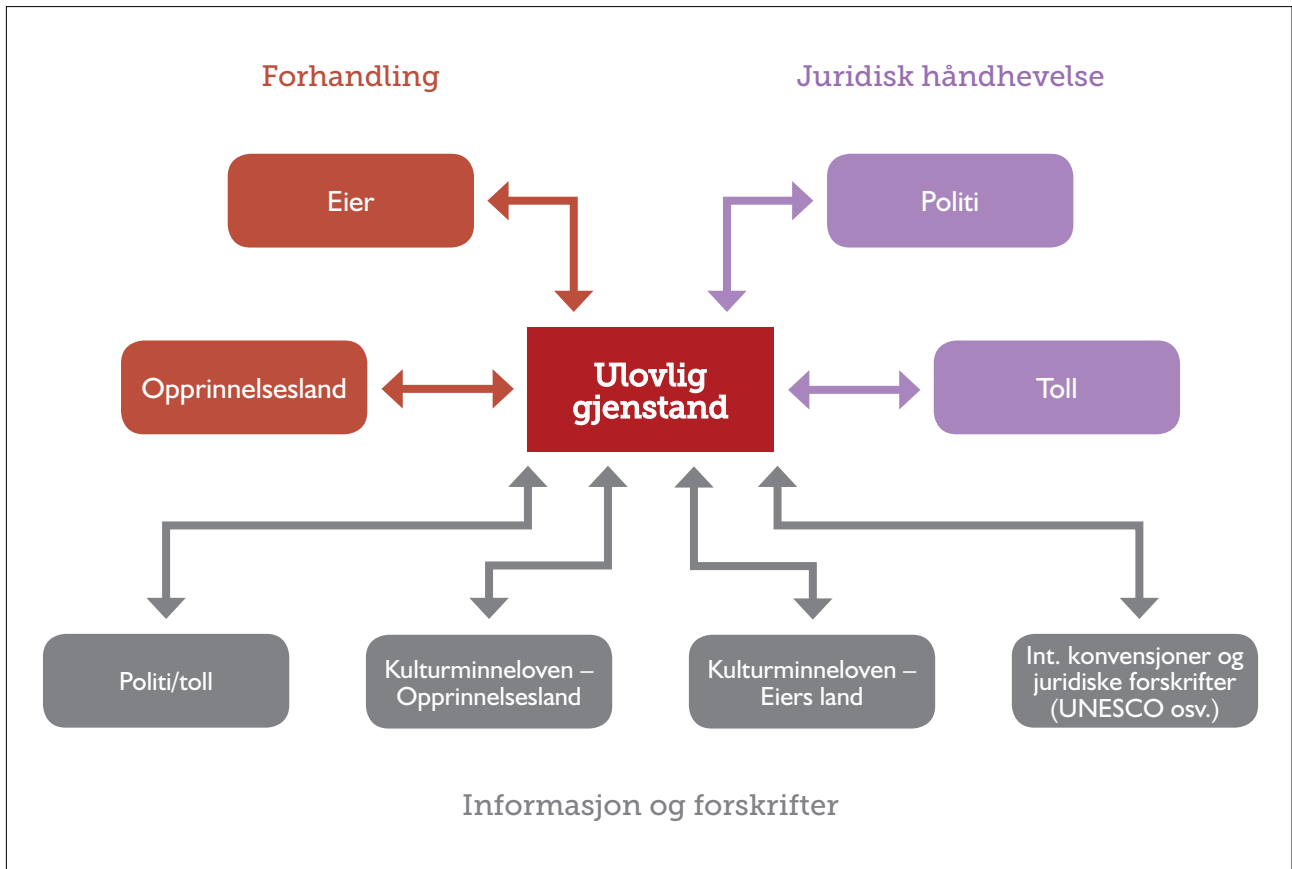 Forhandling
Juridisk håndhevelse
Eier
Politi
Opprinnelsesland
Ulovlig
gjenstand
Toll
Politi/toll
Kulturminneloven –
Opprinnelsesland
Kulturminneloven –
Eiers land
Int. konvensjoner og
juridiske forskrifter
(UNESCO osv.)
Informasjon og forskrifter